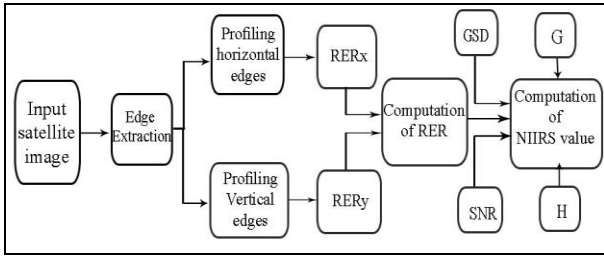 Input
satellite
image
Edge
Extraction
Profiling
horizontal
edges
RERx
Profiling
Vertical
edges
RERy
Computation
of RER
GSD
SNR
G
Computation
of
NIIRS value
H